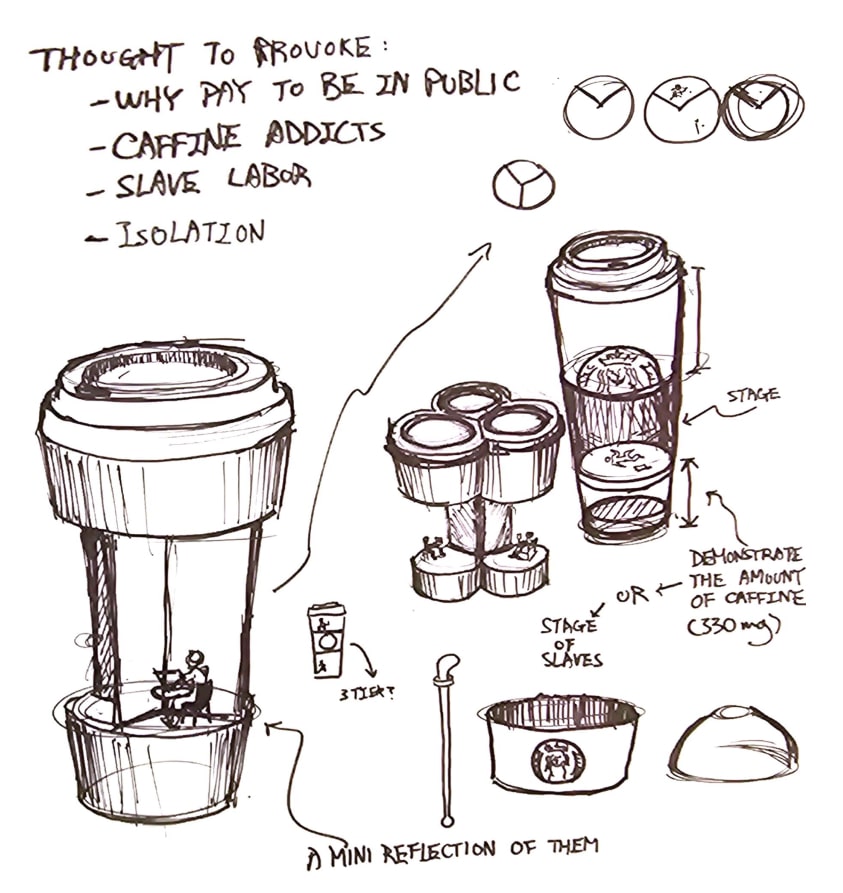 THOUGHT TO PROVOKE:
- WHY PAY TO BE IN PUBLIC
- CAFFINE ADDICTS
- SLAVE LABOR
- ISOLATION
STAGE
DEMONSTRATE
THE AMOUNT
OF CAFFINE
(330 mg)
OR
STAGE
OF
SLAVES
3 TIER?
A MINI REFLECTION OF THEM